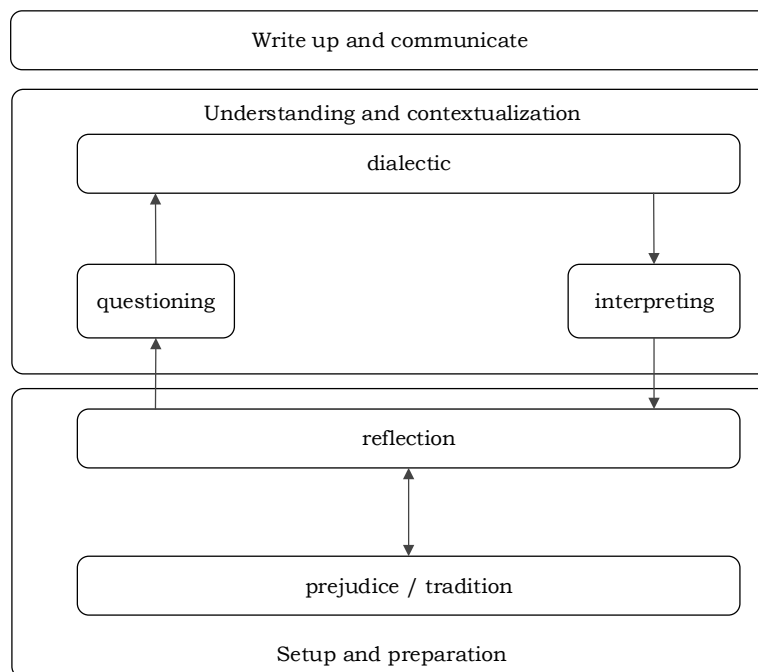 Write up and communicate
Understanding and contextualization
dialectic
questioning
interpreting
reflection
prejudice / tradition
Setup and preparation